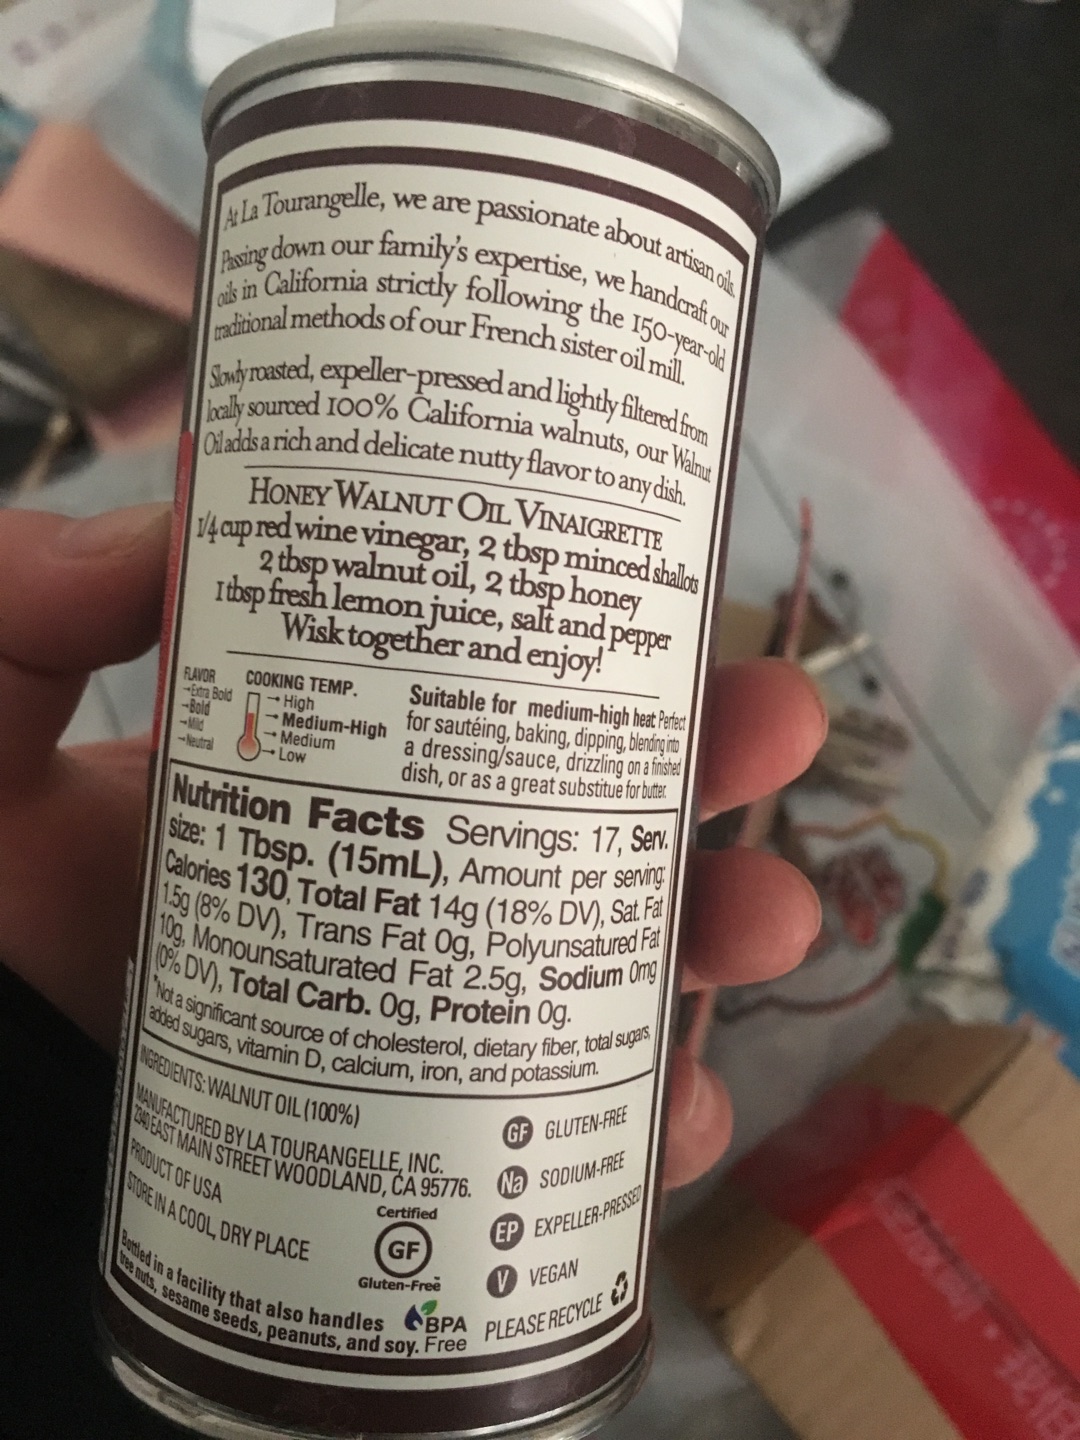 At La Tourangelle, we are passionate about artisan oils.
Passing down our family's expertise, we handcraft our
oils in California strictly following the 150-year-old
traditional methods of our French sister oil mill.
Slowly roasted, expeller-pressed and lightly filtered from
locally sourced 100% California walnuts, our Walnut
Oil adds a rich and delicate nutty flavor to any dish.
HONEY WALNUT OIL VINAIGRETTE
1/4 cup red wine vinegar, 2 tbsp minced shallots
2 tbsp walnut oil, 2 tbsp honey
1 tbsp fresh lemon juice, salt and pepper
Wisk together and enjoy!
FLAVOR
Extra Bold
Bold
Mild
Neutral
COOKING TEMP.
High
Medium-High
Medium
Low
Suitable for medium-high heat Perfect
for sautéing, baking, dipping, blending into
a dressing/sauce, drizzling on a finished
dish, or as a great substitue for butter.
Nutrition Facts Servings: 17, Serv.
size: 1 Tbsp. (15mL), Amount per serving:
Calories 130, Total Fat 14g (18% DV), Sat. Fat
1.5g (8% DV), Trans Fat 0g, Polyunsatured Fat
10g, Monounsaturated Fat 2.5g, Sodium 0mg
(0% DV), Total Carb. 0g, Protein 0g.
*Not a significant source of cholesterol, dietary fiber, total sugars,
added sugars, vitamin D, calcium, iron, and potassium.
INGREDIENTS: WALNUT OIL (100%)
MANUFACTURED BY LA TOURANGELLE, INC.
2340 EAST MAIN STREET WOODLAND, CA 95776.
PRODUCT OF USA
STORE IN A COOL, DRY PLACE
Certified
GF
Gluten-Free
GF GLUTEN-FREE
Na SODIUM-FREE
EP EXPELLER-PRESSED
V VEGAN
PLEASE RECYCLE
Bottled in a facility that also handles
tree nuts, sesame seeds, peanuts, and soy.
BPA
Free